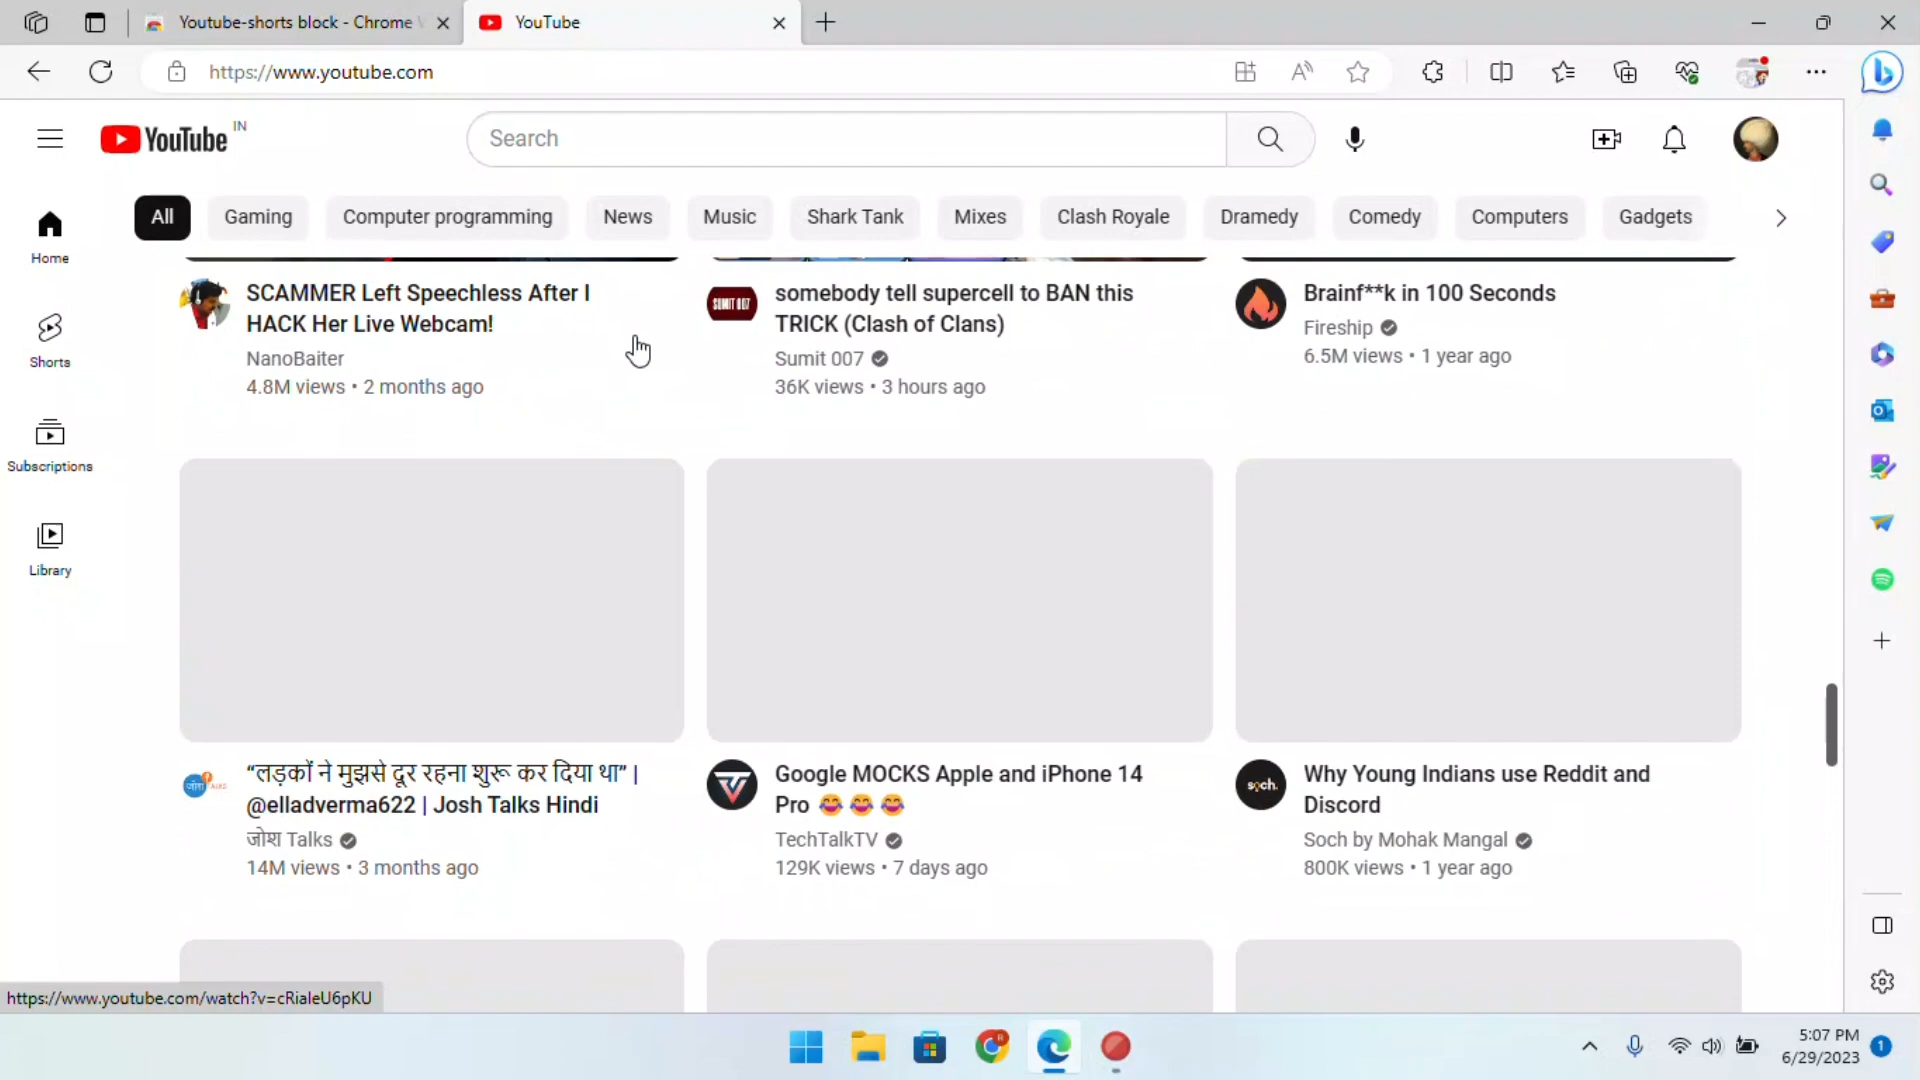 Youtube-shorts block - Chrome
YouTube
https://www.youtube.com
YouTube IN
Search
All
Gaming
Computer programming
News
Music
Shark Tank
Mixes
Clash Royale
Dramedy
Comedy
Computers
Gadgets
Home
Shorts
Subscriptions
Library
SCAMMER Left Speechless After I
HACK Her Live Webcam!
NanoBaiter
4.8M views • 2 months ago
SUMIT 007
somebody tell supercell to BAN this
TRICK (Clash of Clans)
Sumit 007
36K views • 3 hours ago
Brainf**k in 100 Seconds
Fireship
6.5M views • 1 year ago
जोश TALKS
“लड़कों ने मुझसे दूर रहना शुरू कर दिया था” |
@elladverma622 | Josh Talks Hindi
जोश Talks
14M views • 3 months ago
Google MOCKS Apple and iPhone 14
Pro 😂 😂 😂
TechTalkTV
129K views • 7 days ago
soch.
Why Young Indians use Reddit and
Discord
Soch by Mohak Mangal
800K views • 1 year ago
https://www.youtube.com/watch?v=cRialeU6pKU
5:07 PM
6/29/2023
1